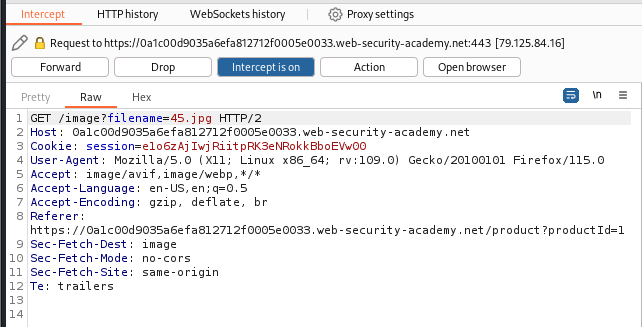 Intercept HTTP history WebSockets history Proxy settings
Request to https://0a1c00d9035a6efa812712f0005e0033.web-security-academy.net:443 [79.125.84.16]
Forward Drop Intercept is on Action Open browser
Pretty Raw Hex \n
1 GET /image?filename=45.jpg HTTP/2
2 Host: 0a1c00d9035a6efa812712f0005e0033.web-security-academy.net
3 Cookie: session=elo6zAjIwjRiitpRK3eNRokkBboEVw0O
4 User-Agent: Mozilla/5.0 (X11; Linux x86_64; rv:109.0) Gecko/20100101 Firefox/115.0
5 Accept: image/avif,image/webp,*/*
6 Accept-Language: en-US,en;q=0.5
7 Accept-Encoding: gzip, deflate, br
8 Referer:
https://0a1c00d9035a6efa812712f0005e0033.web-security-academy.net/product?productId=1
9 Sec-Fetch-Dest: image
10 Sec-Fetch-Mode: no-cors
11 Sec-Fetch-Site: same-origin
12 Te: trailers
13
14